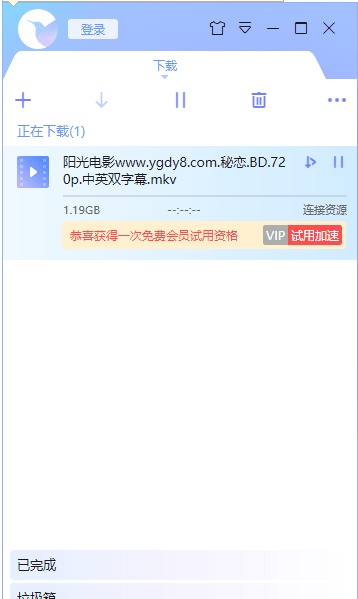 登录
下载
正在下载(1)
阳光电影www.ygdy8.com.秘恋.BD.72
0p.中英双字幕.mkv
1.19GB --:--:-- 连接资源
恭喜获得一次免费会员试用资格 VIP 试用加速
已完成
垃圾箱